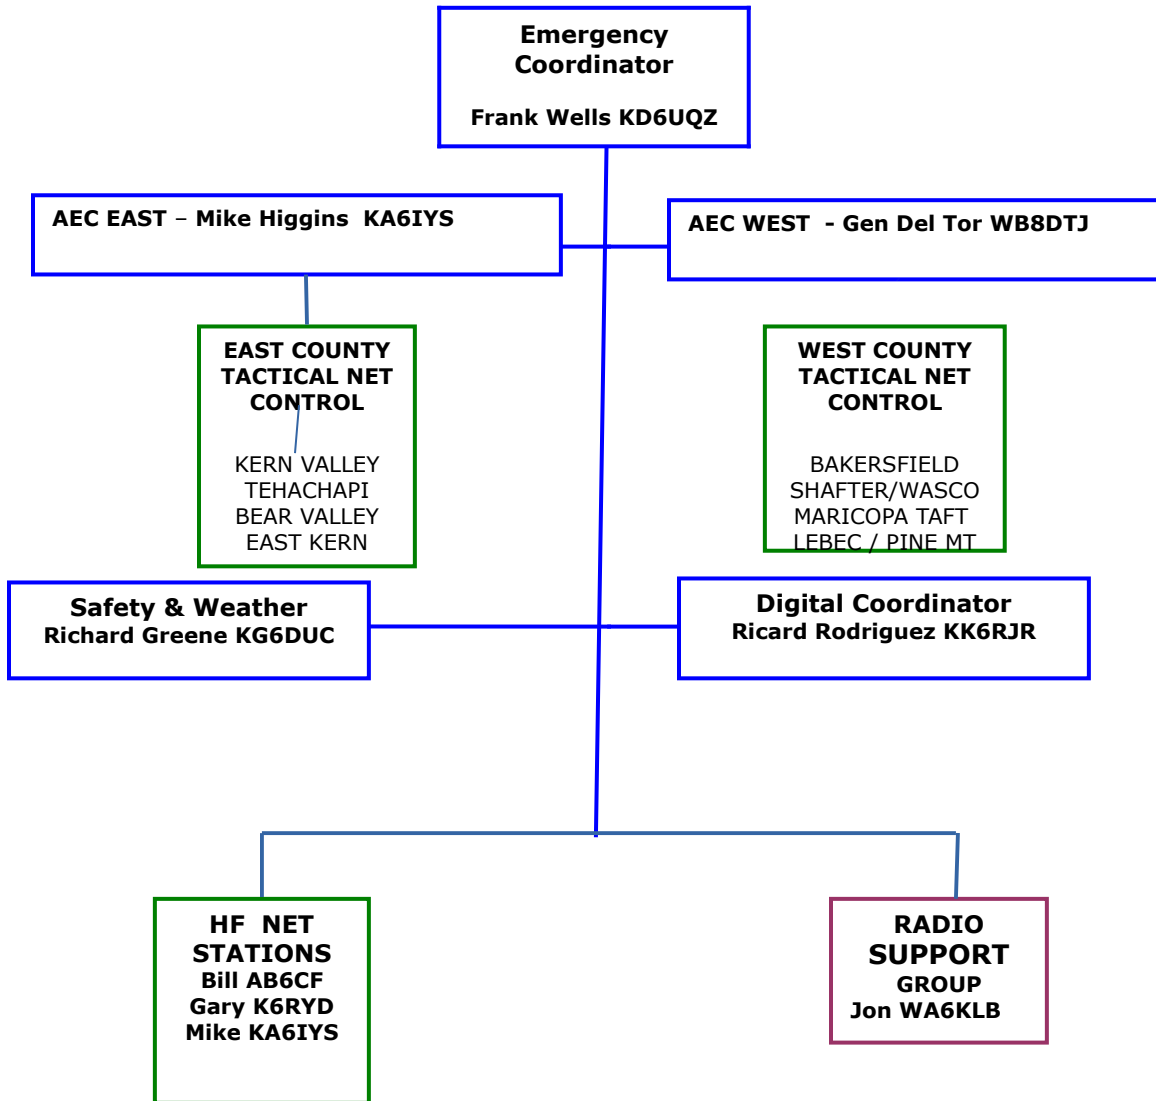 Emergency
Coordinator
Frank Wells KD6UQZ
AEC EAST – Mike Higgins  KA6IYS
AEC WEST  - Gen Del Tor WB8DTJ
EAST COUNTY
TACTICAL NET
CONTROL
KERN VALLEY
TEHACHAPI
BEAR VALLEY
EAST KERN
WEST COUNTY
TACTICAL NET
CONTROL
BAKERSFIELD
SHAFTER/WASCO
MARICOPA TAFT
LEBEC / PINE MT
Safety & Weather
Richard Greene KG6DUC
Digital Coordinator
Ricard Rodriguez KK6RJR
HF  NET
STATIONS
Bill AB6CF
Gary K6RYD
Mike KA6IYS
RADIO
SUPPORT
GROUP
Jon WA6KLB